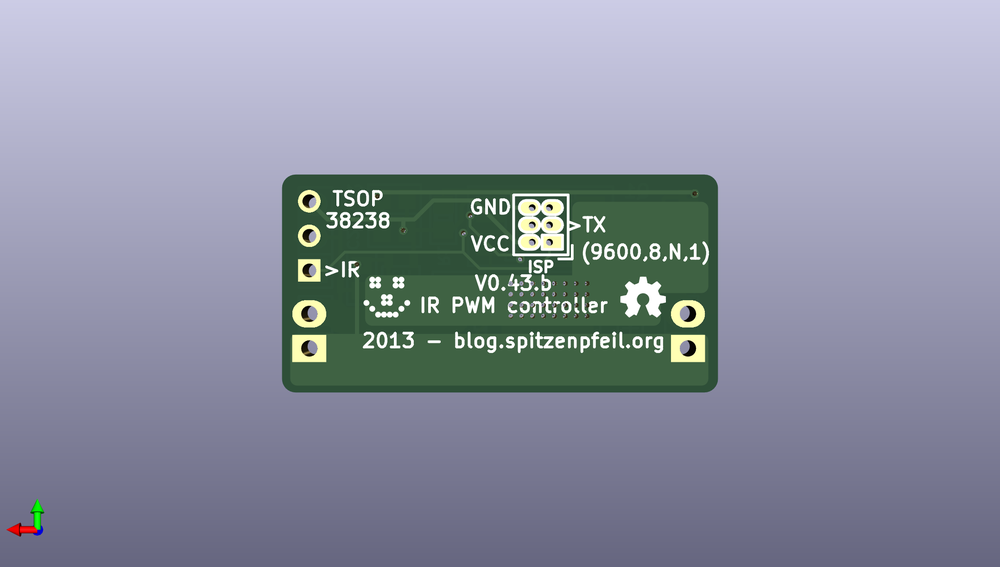 TSOP
38238
GND
>TX
VCC
(9600,8,N,1)
>IR
ISP
V0.43.b
IR PWM controller
2013 - blog.spitzenpfeil.org